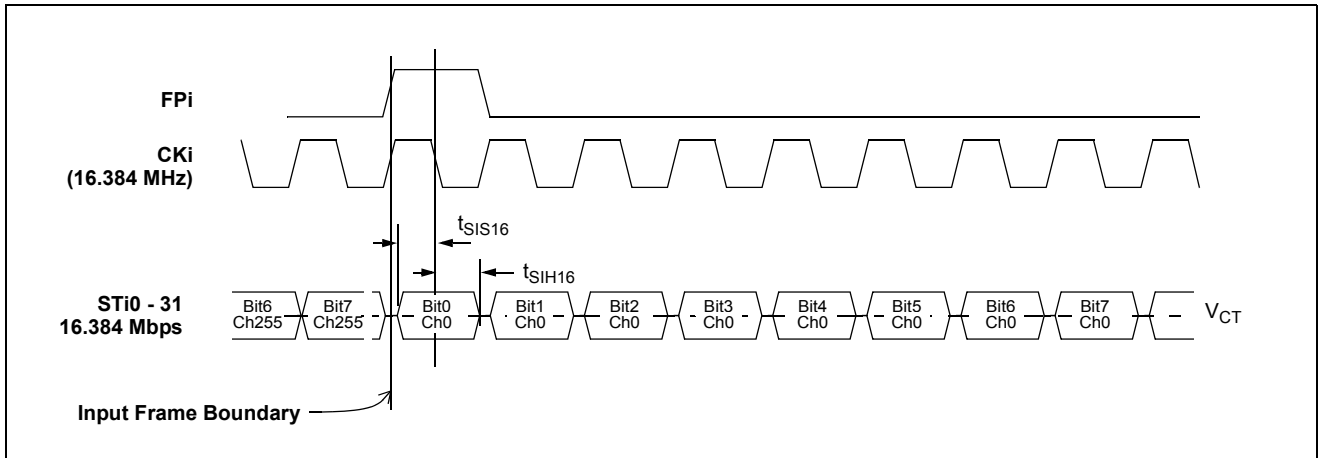 FPi
CKi
(16.384 MHz)
tSIS16
tSIH16
STi0 - 31
16.384 Mbps
Bit6
Ch255
Bit7
Ch255
Bit0
Ch0
Bit1
Ch0
Bit2
Ch0
Bit3
Ch0
Bit4
Ch0
Bit5
Ch0
Bit6
Ch0
Bit7
Ch0
VCT
Input Frame Boundary